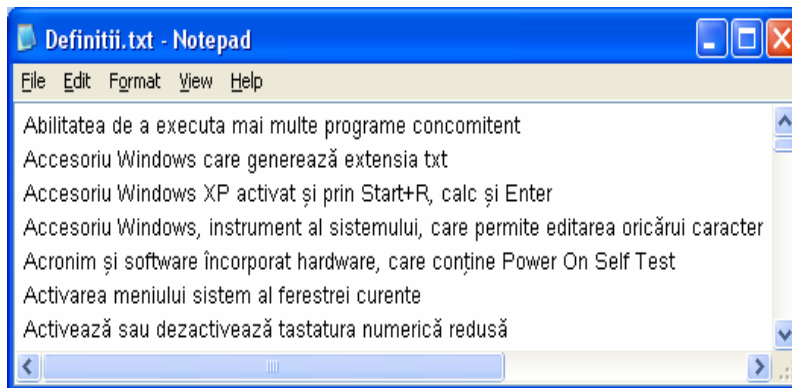 Definitii.txt - Notepad
File Edit Format View Help
Abilitatea de a executa mai multe programe concomitent
Accesoriu Windows care generează extensia txt
Accesoriu Windows XP activat și prin Start+R, calc și Enter
Accesoriu Windows, instrument al sistemului, care permite editarea oricărui caracter
Acronim și software încorporat hardware, care conține Power On Self Test
Activarea meniului sistem al ferestrei curente
Activează sau dezactivează tastatura numerică redusă